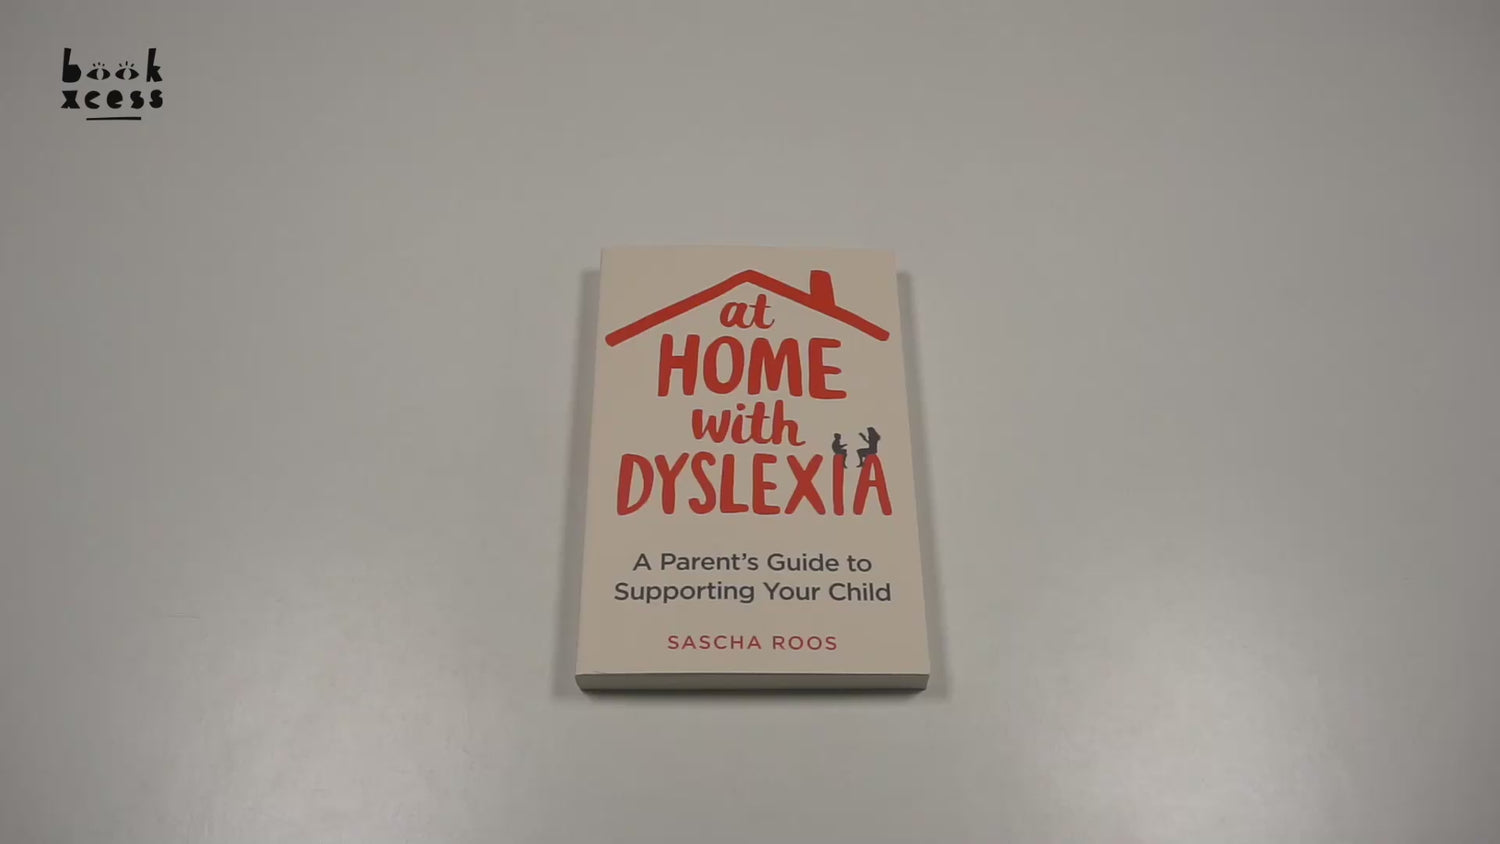 book
xcess
at
HOME
with
DYSLEXIA
A Parent's Guide to
Supporting Your Child
SASCHA ROOS